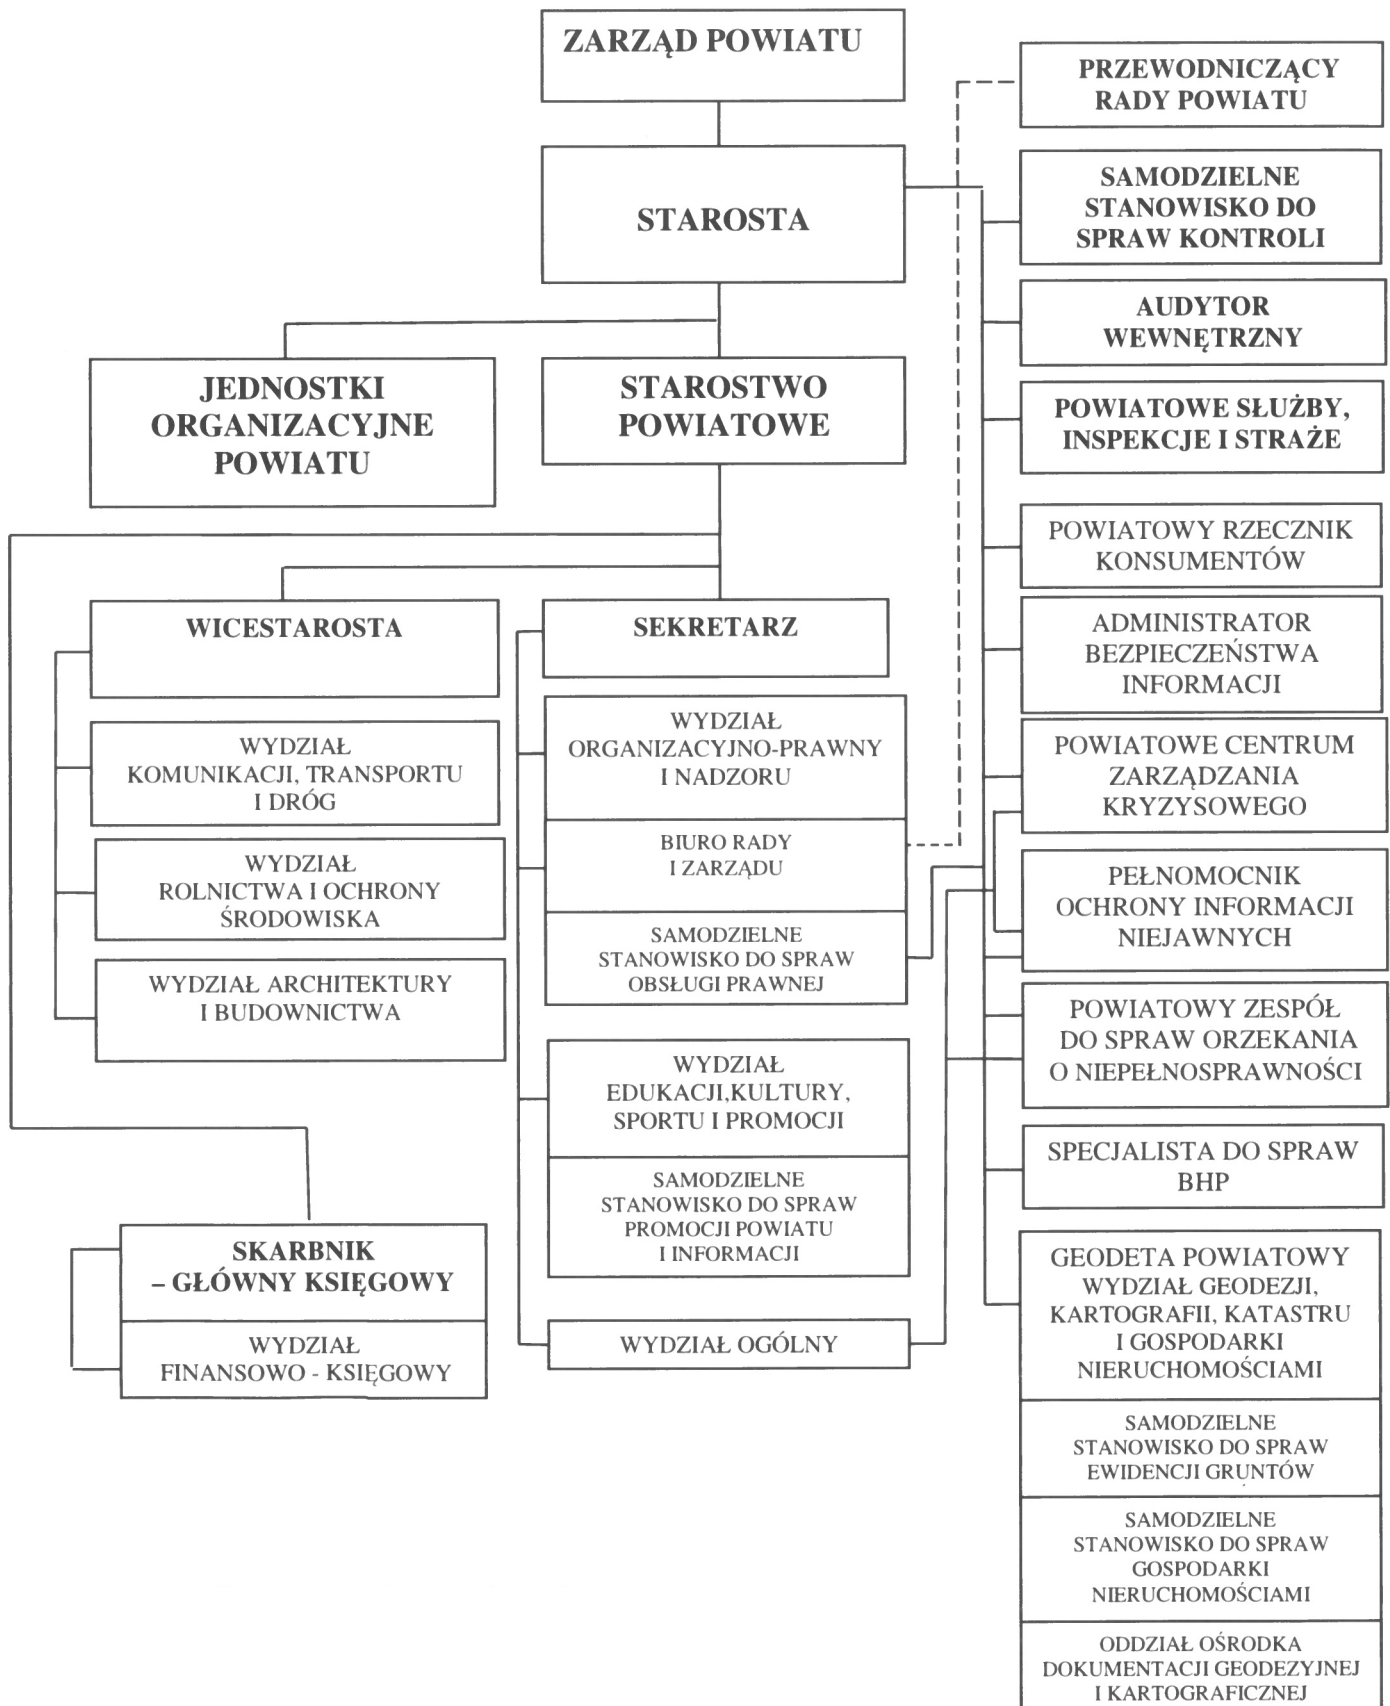 ZARZĄD POWIATU
STAROSTA
JEDNOSTKI
ORGANIZACYJNE
POWIATU
STAROSTWO
POWIATOWE
WICESTAROSTA
WYDZIAŁ
KOMUNIKACJI, TRANSPORTU
I DRÓG
WYDZIAŁ
ROLNICTWA I OCHRONY
ŚRODOWISKA
WYDZIAŁ ARCHITEKTURY
I BUDOWNICTWA
SKARBNIK
– GŁÓWNY KSIĘGOWY
WYDZIAŁ
FINANSOWO - KSIĘGOWY
SEKRETARZ
WYDZIAŁ
ORGANIZACYJNO-PRAWNY
I NADZORU
BIURO RADY
I ZARZĄDU
SAMODZIELNE
STANOWISKO DO SPRAW
OBSŁUGI PRAWNEJ
WYDZIAŁ
EDUKACJI,KULTURY,
SPORTU I PROMOCJI
SAMODZIELNE
STANOWISKO DO SPRAW
PROMOCJI POWIATU
I INFORMACJI
WYDZIAŁ OGÓLNY
PRZEWODNICZĄCY
RADY POWIATU
SAMODZIELNE
STANOWISKO DO
SPRAW KONTROLI
AUDYTOR
WEWNĘTRZNY
POWIATOWE SŁUŻBY,
INSPEKCJE I STRAŻE
POWIATOWY RZECZNIK
KONSUMENTÓW
ADMINISTRATOR
BEZPIECZEŃSTWA
INFORMACJI
POWIATOWE CENTRUM
ZARZĄDZANIA
KRYZYSOWEGO
PEŁNOMOCNIK
OCHRONY INFORMACJI
NIEJAWNYCH
POWIATOWY ZESPÓŁ
DO SPRAW ORZEKANIA
O NIEPEŁNOSPRAWNOŚCI
SPECJALISTA DO SPRAW
BHP
GEODETA POWIATOWY
WYDZIAŁ GEODEZJI,
KARTOGRAFII, KATASTRU
I GOSPODARKI
NIERUCHOMOŚCIAMI
SAMODZIELNE
STANOWISKO DO SPRAW
EWIDENCJI GRUNTÓW
SAMODZIELNE
STANOWISKO DO SPRAW
GOSPODARKI
NIERUCHOMOŚCIAMI
ODDZIAŁ OŚRODKA
DOKUMENTACJI GEODEZYJNEJ
I KARTOGRAFICZNEJ